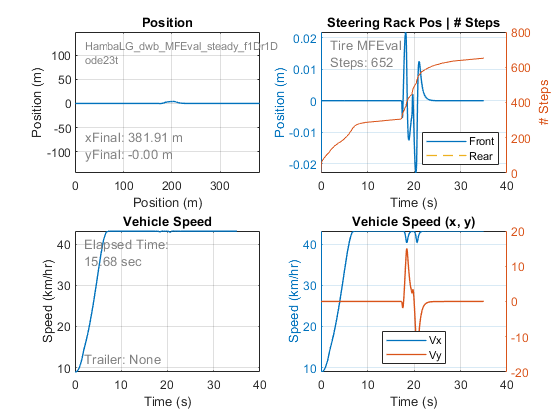 Position
HambaLG_dwb_MFEval_steady_f1Dr1D
ode23t
100
50
0
-50
-100
Position (m)
xFinal: 381.91 m
yFinal: -0.00 m
0 100 200 300
Position (m)
Steering Rack Pos | # Steps
Tire MFEval
Steps: 652
0.02
0.01
0
-0.01
-0.02
Position (m)
800
600
400
200
0
# Steps
Front
Rear
0 10 20 30 40
Time (s)
Vehicle Speed
Elapsed Time:
15.68 sec
40
30
20
10
Speed (km/hr)
Trailer: None
0 10 20 30 40
Time (s)
Vehicle Speed (x, y)
40
30
20
10
Speed (km/hr)
20
10
0
-10
-20
Vx
Vy
0 10 20 30 40
Time (s)